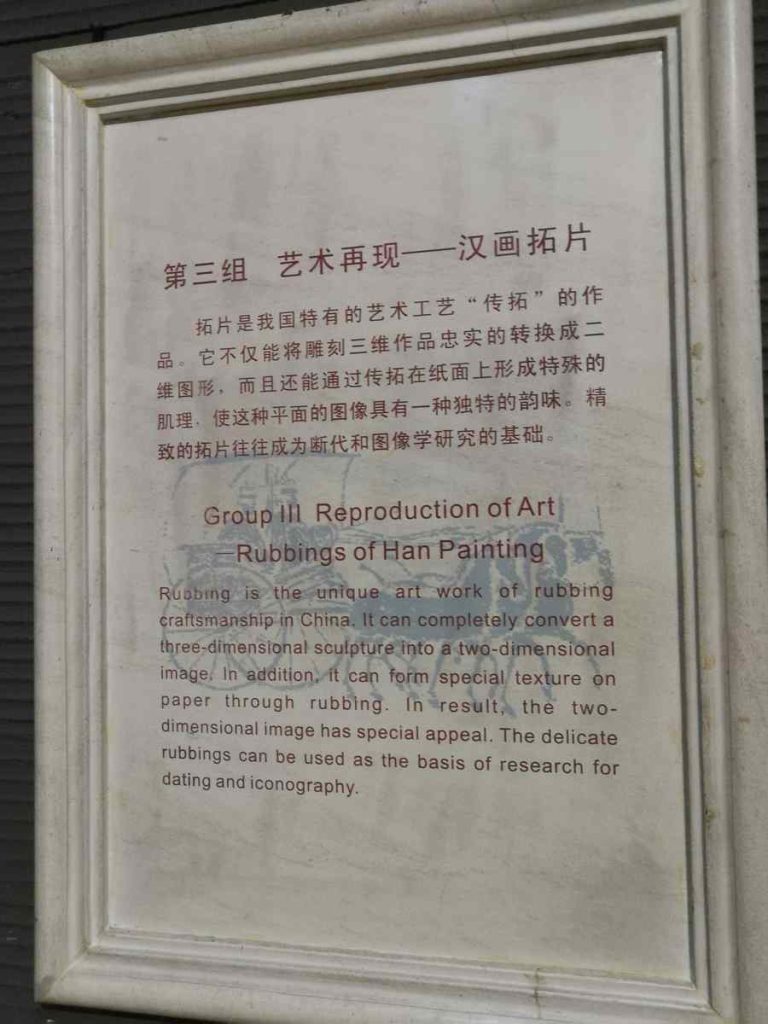 第三组 艺术再现——汉画拓片
拓片是我国特有的艺术工艺“传拓”的作
品。它不仅能将雕刻三维作品忠实的转换成二
维图形，而且还能通过传拓在纸面上形成特殊的
肌理，使这种平面的图像具有一种独特的韵味。精
致的拓片往往成为断代和图像学研究的基础。
Group III Reproduction of Art
—Rubbings of Han Painting
Rubbing is the unique art work of rubbing
craftsmanship in China. It can completely convert a
three-dimensional sculpture into a two-dimensional
image. In addition, it can form special texture on
paper through rubbing. In result, the two-
dimensional image has special appeal. The delicate
rubbings can be used as the basis of research for
dating and iconography.